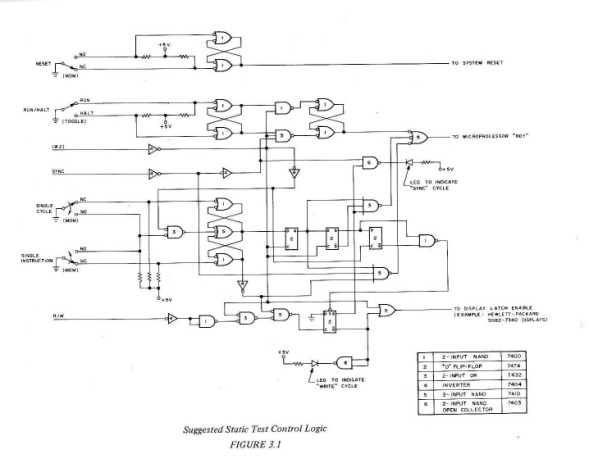 RESET
NO
NC
(MOM)
+5V
TO SYSTEM RESET
RUN/HALT
RUN
HALT
(TOGGLE)
+5V
TO MICROPROCESSOR "RDY"
(Ø2)
SYNC
+5V
LED TO INDICATE
"SYNC" CYCLE
SINGLE
CYCLE
NC
NO
(MOM)
SINGLE
INSTRUCTION
NO
NC
(MOM)
+5V
R/W
TO DISPLAY LATCH ENABLE
(EXAMPLE: HEWLETT-PACKARD
5082-7340 DISPLAYS)
+5V
LED TO INDICATE
"WRITE" CYCLE
1 2-INPUT NAND 7400
2 "D" FLIP-FLOP 7474
3 2-INPUT OR 7432
4 INVERTER 7404
5 3-INPUT NAND 7410
6 2-INPUT NAND OPEN COLLECTOR 7403
Suggested Static Test Control Logic
FIGURE 3.1